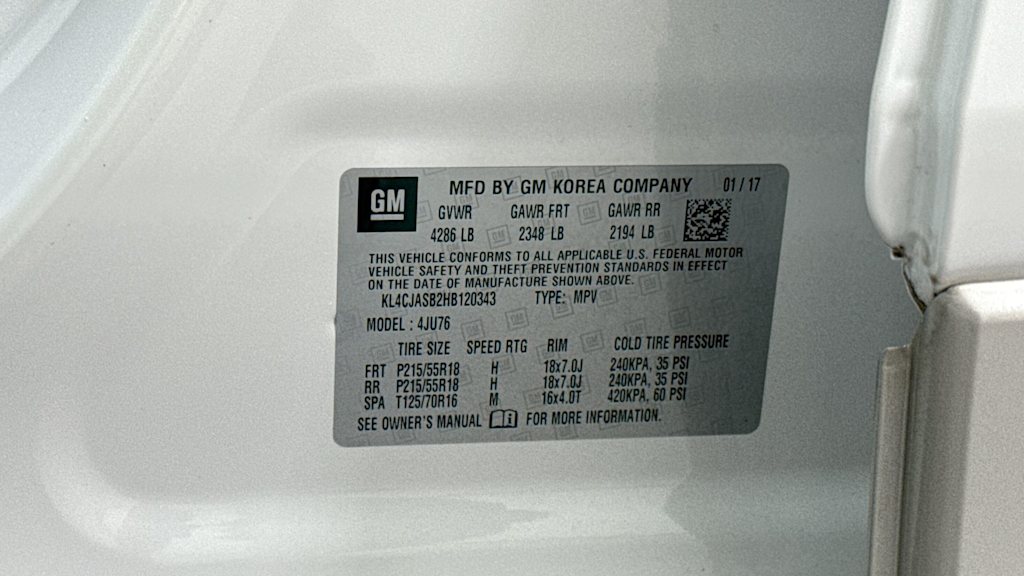 GM MFD BY GM KOREA COMPANY 01/17
GVWR GAWR FRT GAWR RR
4286 LB 2348 LB 2194 LB
THIS VEHICLE CONFORMS TO ALL APPLICABLE U.S. FEDERAL MOTOR
VEHICLE SAFETY AND THEFT PREVENTION STANDARDS IN EFFECT
ON THE DATE OF MANUFACTURE SHOWN ABOVE.
KL4CJASB2HB120343 TYPE: MPV
MODEL : 4JU76
TIRE SIZE SPEED RTG RIM COLD TIRE PRESSURE
FRT P215/55R18 H 18x7.0J 240KPA, 35 PSI
RR P215/55R18 H 18x7.0J 240KPA, 35 PSI
SPA T125/70R16 M 16x4.0T 420KPA, 60 PSI
SEE OWNER'S MANUAL FOR MORE INFORMATION.